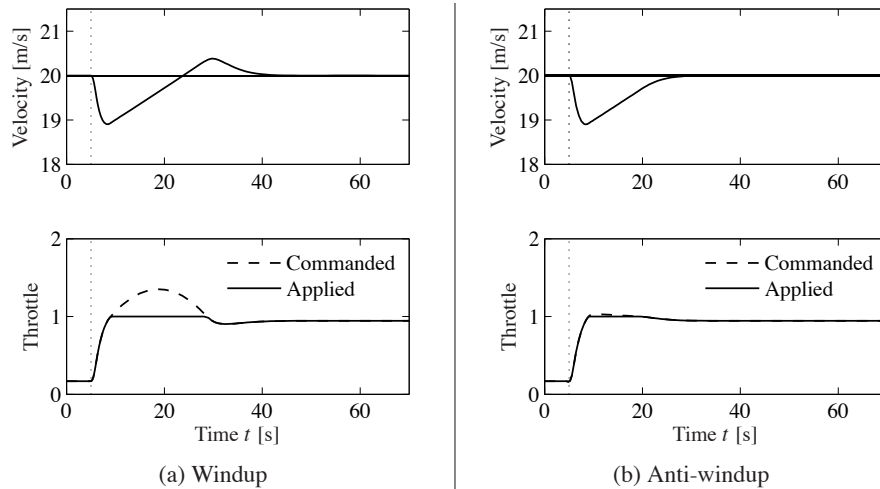 21
20
19
18
Velocity [m/s]
0 20 40 60
2
1
0
Throttle
Commanded
Applied
0 20 40 60
Time t [s]
(a) Windup
21
20
19
18
Velocity [m/s]
0 20 40 60
2
1
0
Throttle
Commanded
Applied
0 20 40 60
Time t [s]
(b) Anti-windup